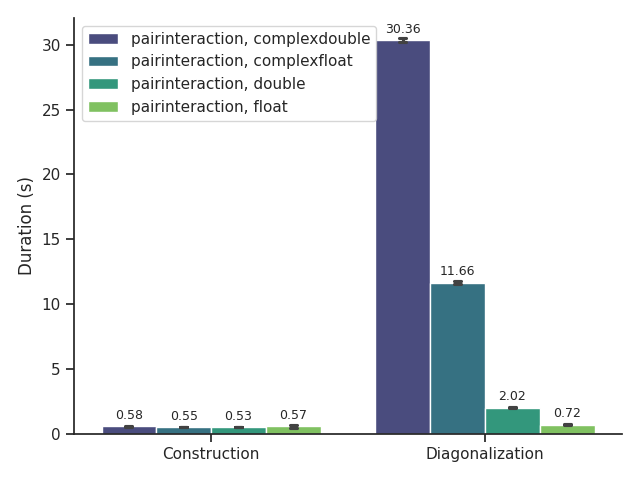 pairinteraction, complexdouble
pairinteraction, complexfloat
pairinteraction, double
pairinteraction, float
Duration (s)
30
25
20
15
10
5
0
0.58
0.55
0.53
0.57
30.36
11.66
2.02
0.72
Construction
Diagonalization